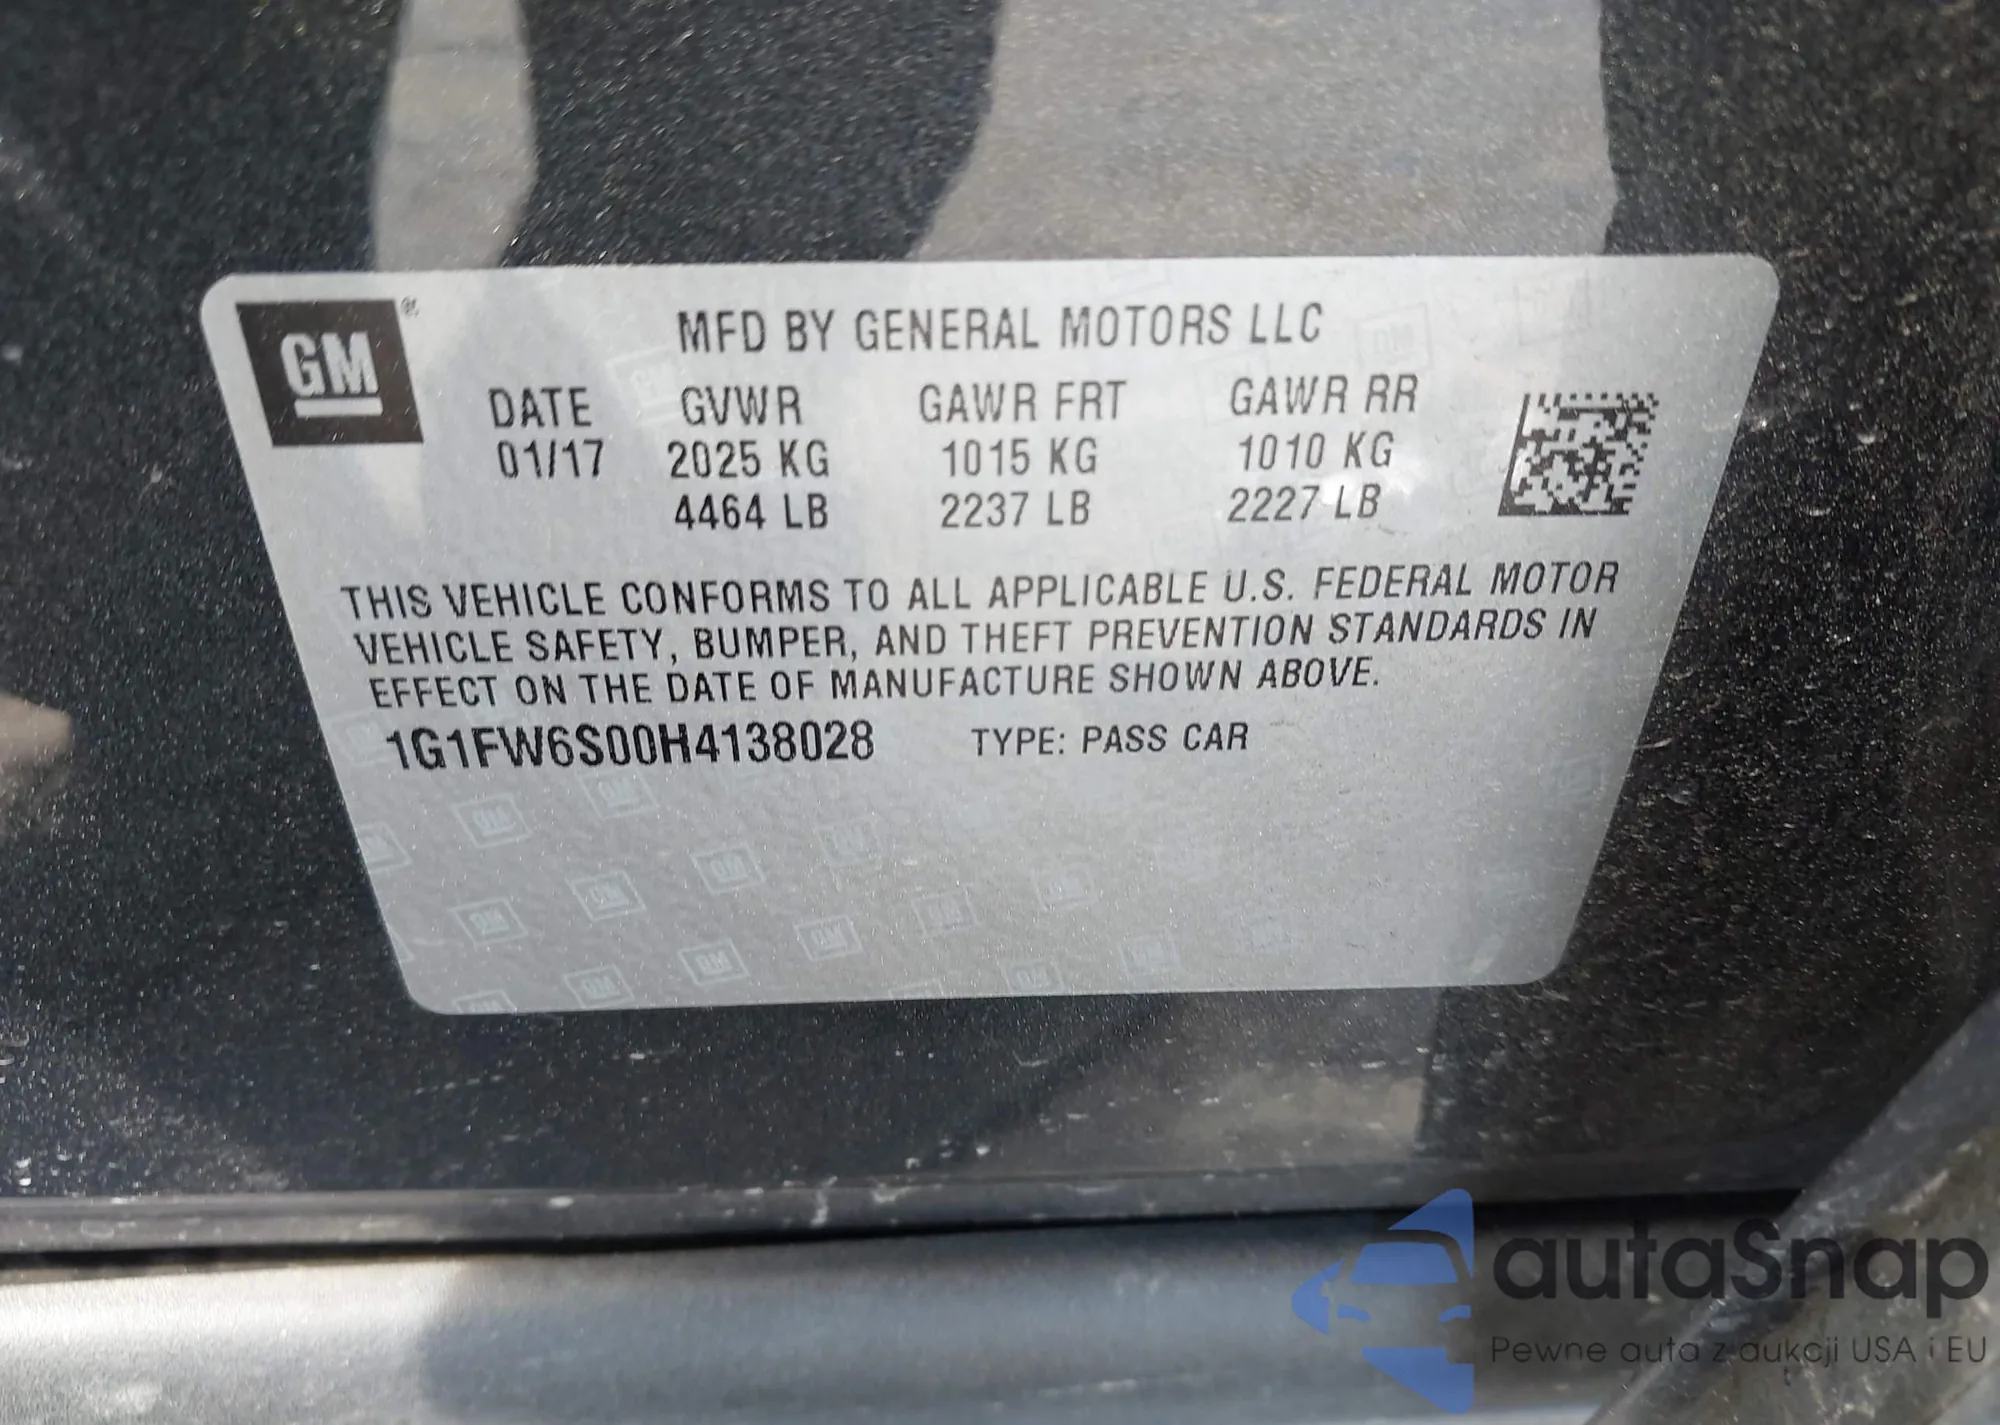 GM®
MFD BY GENERAL MOTORS LLC
DATE GVWR GAWR FRT GAWR RR
01/17 2025 KG 1015 KG 1010 KG
4464 LB 2237 LB 2227 LB
THIS VEHICLE CONFORMS TO ALL APPLICABLE U.S. FEDERAL MOTOR
VEHICLE SAFETY, BUMPER, AND THEFT PREVENTION STANDARDS IN
EFFECT ON THE DATE OF MANUFACTURE SHOWN ABOVE.
1G1FW6S00H4138028 TYPE: PASS CAR
autaSnap
Pewne auta z aukcji USA i EU